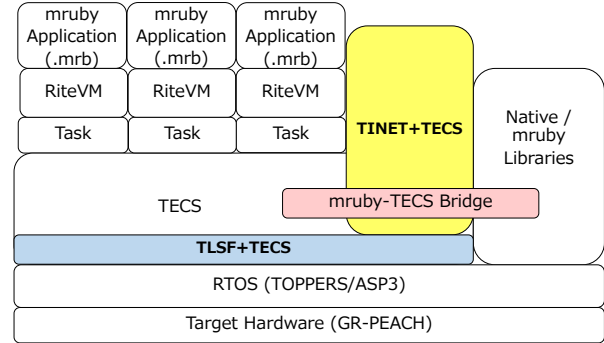 mruby
Application
(.mrb)
mruby
Application
(.mrb)
mruby
Application
(.mrb)
RiteVM
RiteVM
RiteVM
Task
Task
Task
TINET+TECS
Native /
mruby
Libraries
TECS
mruby-TECS Bridge
TLSF+TECS
RTOS (TOPPERS/ASP3)
Target Hardware (GR-PEACH)